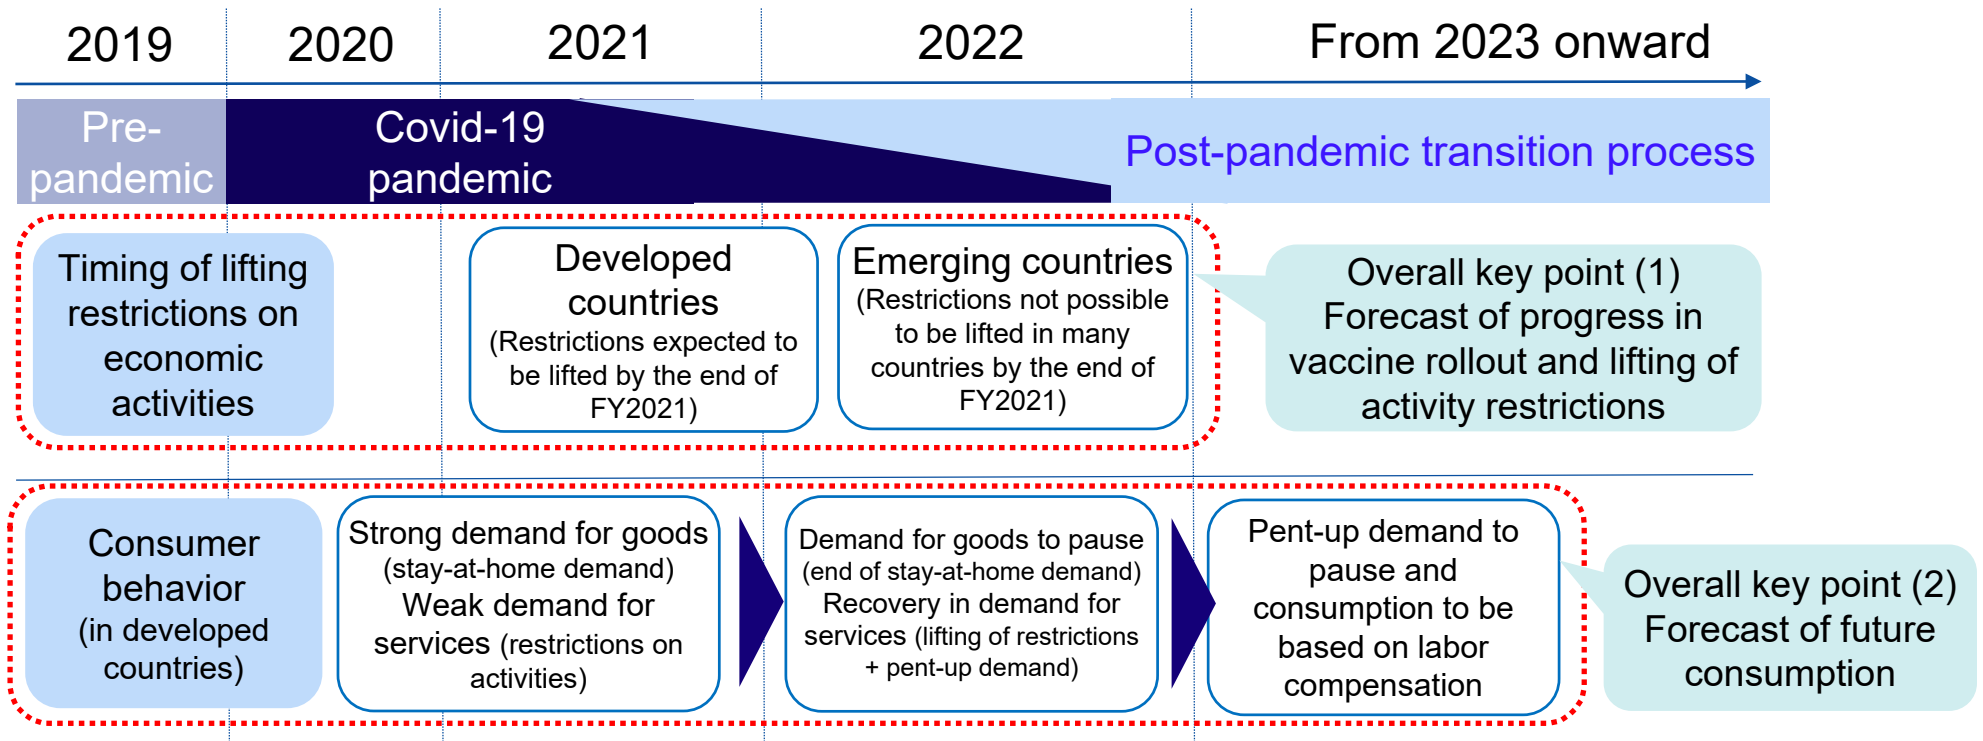 2019
2020
2021
2022
From 2023 onward
Pre-
pandemic
Covid-19
pandemic
Post-pandemic transition process
Timing of lifting
restrictions on
economic
activities
Developed
countries
(Restrictions expected to
be lifted by the end of
FY2021)
Emerging countries
(Restrictions not possible
to be lifted in many
countries by the end of
FY2021)
Overall key point (1)
Forecast of progress in
vaccine rollout and lifting of
activity restrictions
Consumer
behavior
(in developed
countries)
Strong demand for goods
(stay-at-home demand)
Weak demand for
services (restrictions on
activities)
Demand for goods to pause
(end of stay-at-home demand)
Recovery in demand for
services (lifting of restrictions
+ pent-up demand)
Pent-up demand to
pause and
consumption to be
based on labor
compensation
Overall key point (2)
Forecast of future
consumption